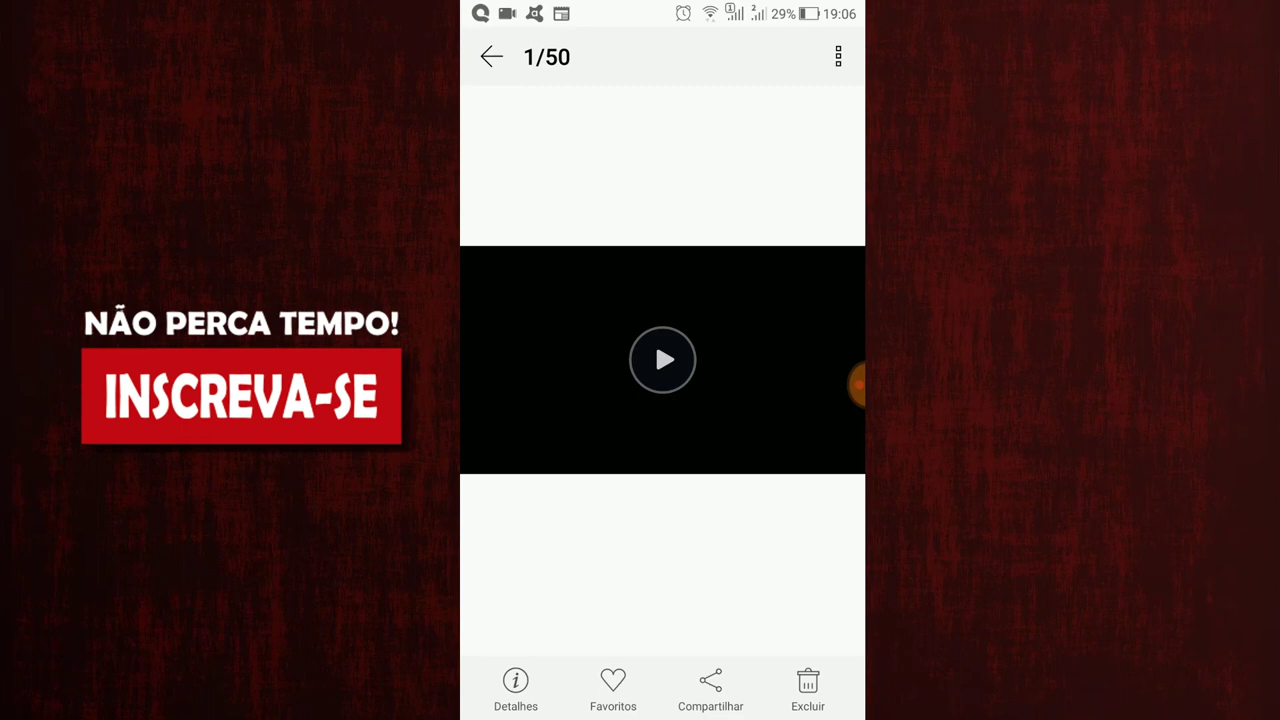 29% 19:06
1/50
NÃO PERCA TEMPO!
INSCREVA-SE
Detalhes Favoritos Compartilhar Excluir